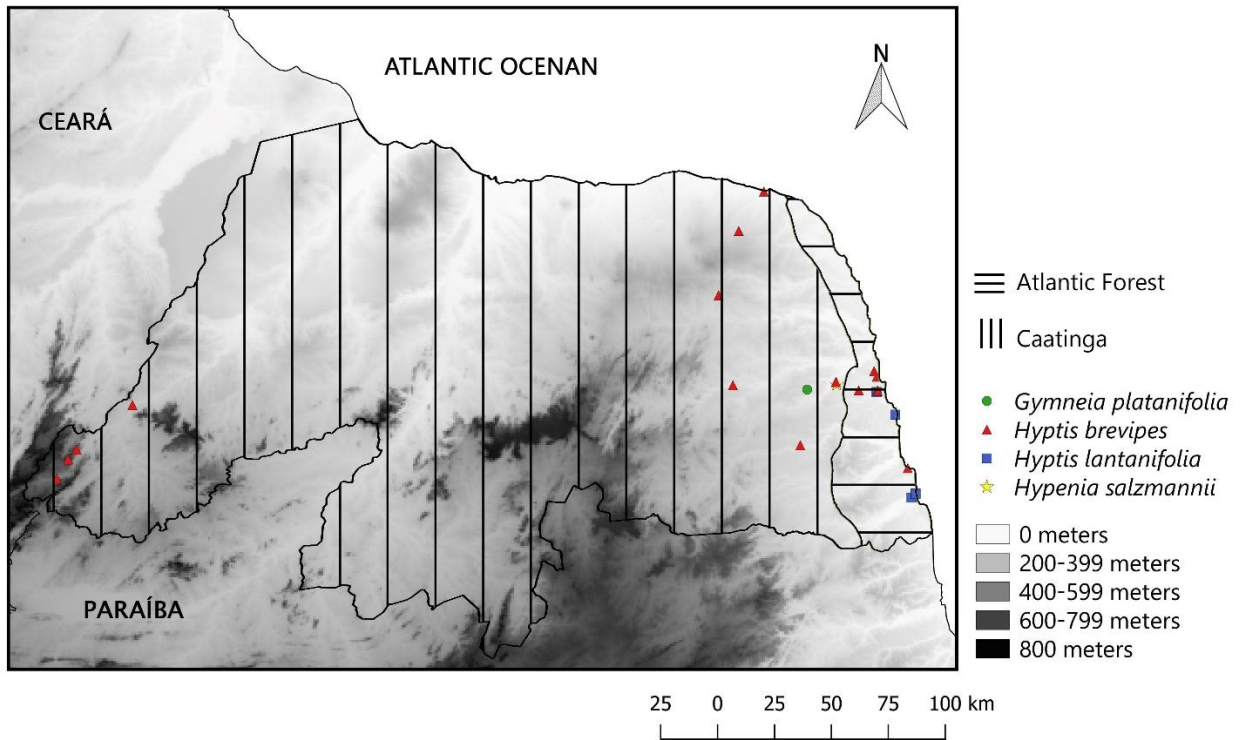 ATLANTIC OCENAN
N
CEARÁ
PARAÍBA
Atlantic Forest
Caatinga
Gymneia platanifolia
Hyptis brevipes
Hyptis lantanifolia
Hypenia salzmannii
0 meters
200-399 meters
400-599 meters
600-799 meters
800 meters
25 0 25 50 75 100 km